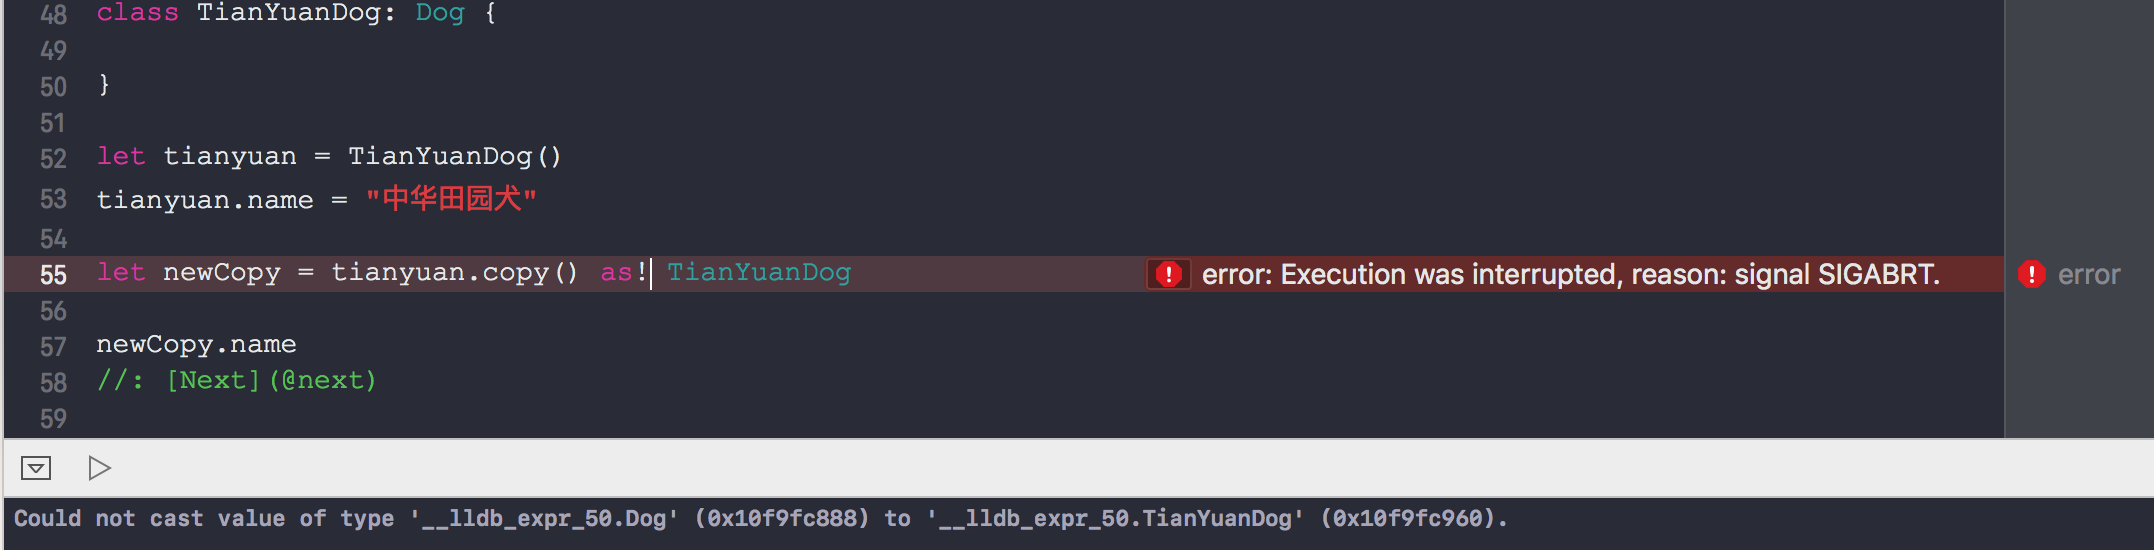 48 class TianYuanDog: Dog {
49
50 }
51
52 let tianyuan = TianYuanDog()
53 tianyuan.name = "中华田园犬"
54
55 let newCopy = tianyuan.copy() as! TianYuanDog error: Execution was interrupted, reason: signal SIGABRT. error
56
57 newCopy.name
58 //: [Next](@next)
59
Could not cast value of type '__lldb_expr_50.Dog' (0x10f9fc888) to '__lldb_expr_50.TianYuanDog' (0x10f9fc960).